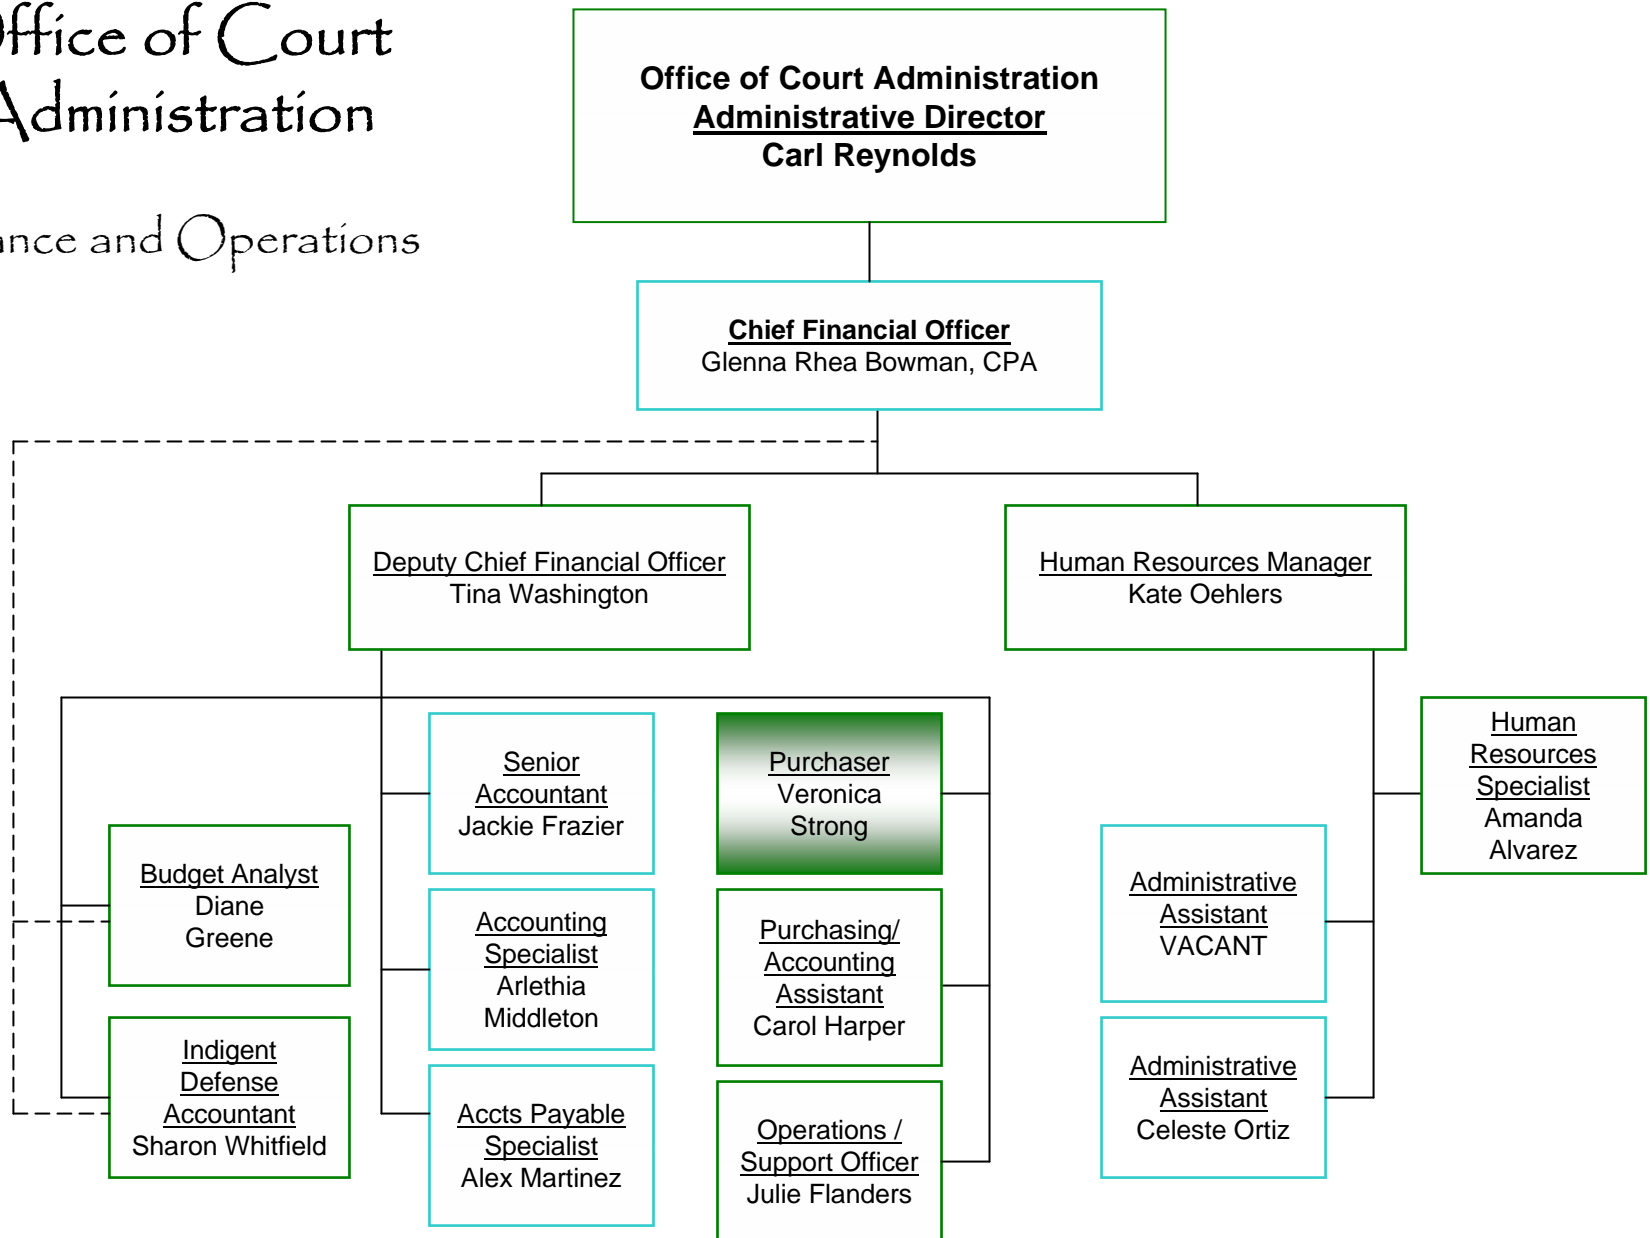 Office of Court
Administration
ance and Operations
Office of Court Administration
Administrative Director
Carl Reynolds
Chief Financial Officer
Glenna Rhea Bowman, CPA
Deputy Chief Financial Officer
Tina Washington
Human Resources Manager
Kate Oehlers
Budget Analyst
Diane
Greene
Indigent
Defense
Accountant
Sharon Whitfield
Senior
Accountant
Jackie Frazier
Accounting
Specialist
Arlethia
Middleton
Accts Payable
Specialist
Alex Martinez
Purchaser
Veronica
Strong
Purchasing/
Accounting
Assistant
Carol Harper
Operations /
Support Officer
Julie Flanders
Administrative
Assistant
VACANT
Administrative
Assistant
Celeste Ortiz
Human
Resources
Specialist
Amanda
Alvarez